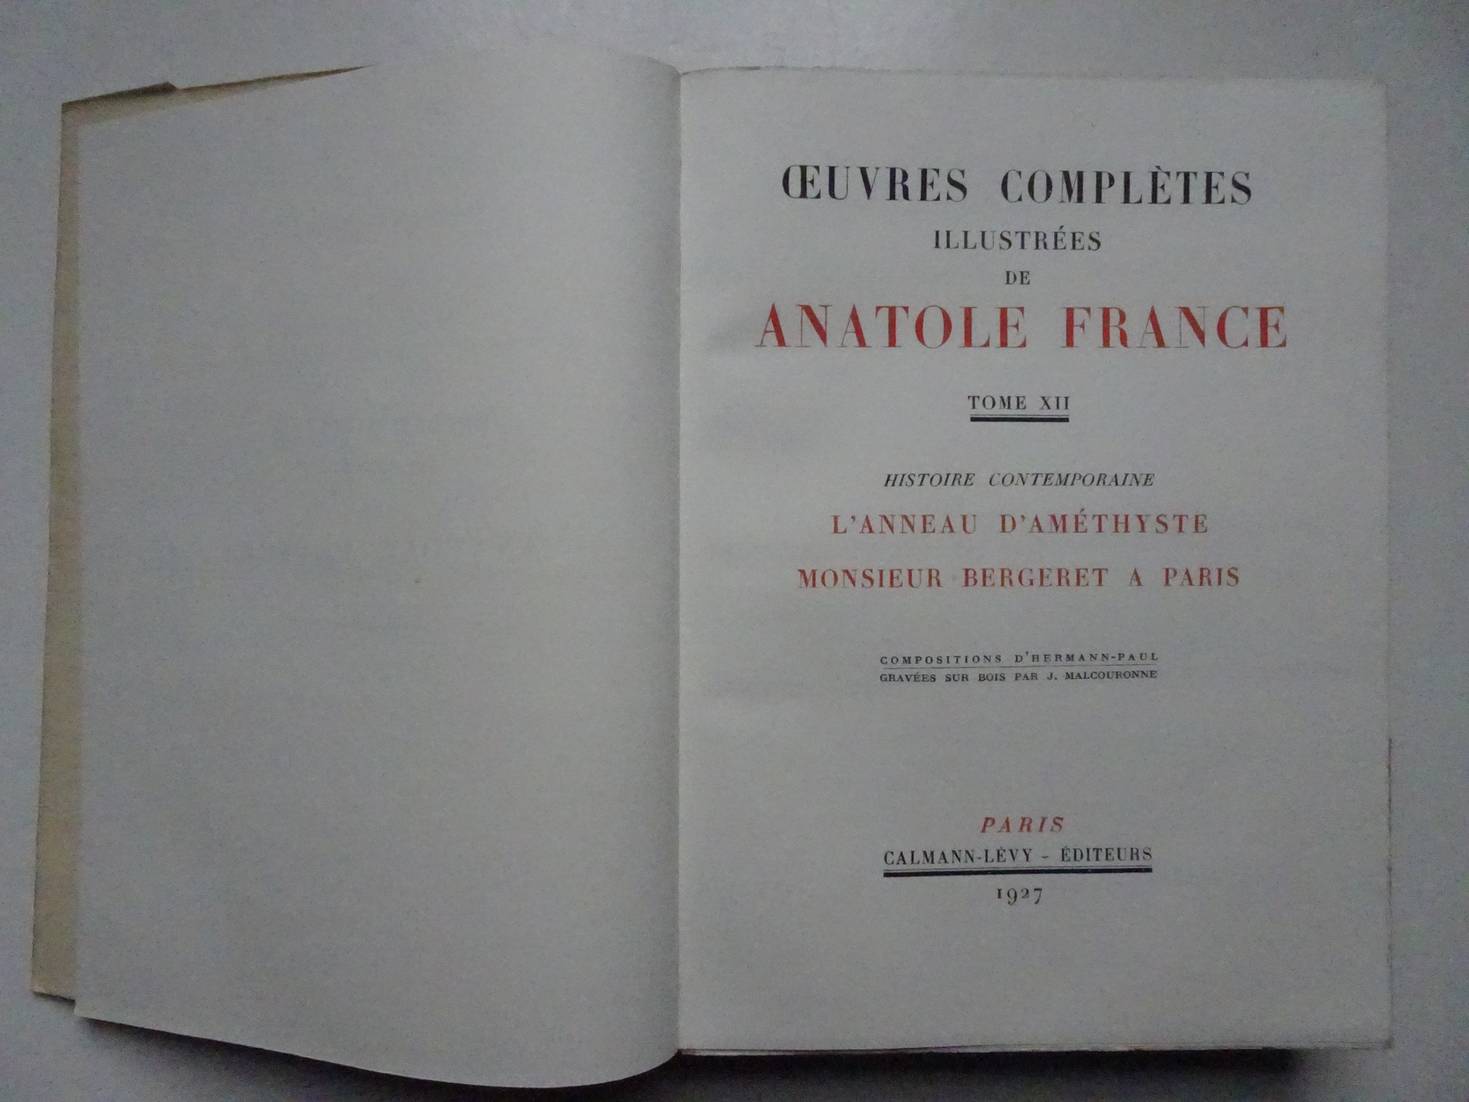 ŒUVRES COMPLÈTES
ILLUSTRÉES
DE
ANATOLE FRANCE
TOME XII
HISTOIRE CONTEMPORAINE
L'ANNEAU D'AMÉTHYSTE
MONSIEUR BERGERET A PARIS
COMPOSITIONS D'HERMANN-PAUL
GRAVÉES SUR BOIS PAR J. MALCOURONNE
PARIS
CALMANN-LÉVY - ÉDITEURS
1927